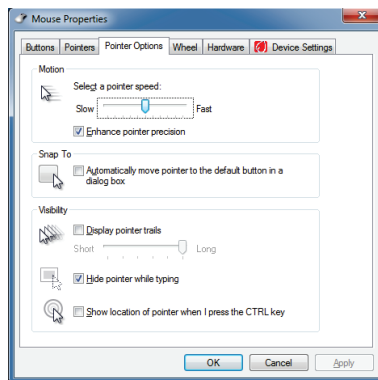 Mouse Properties
Buttons Pointers Pointer Options Wheel Hardware Device Settings
Motion
Select a pointer speed:
Slow Fast
Enhance pointer precision
Snap To
Automatically move pointer to the default button in a
dialog box
Visibility
Display pointer trails
Short Long
Hide pointer while typing
Show location of pointer when I press the CTRL key
OK Cancel Apply